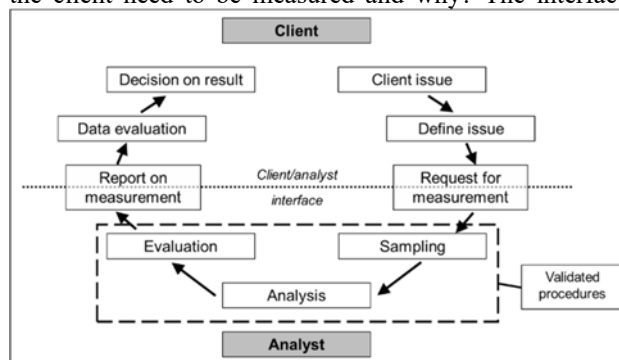 the client need to be measured and why? The interfac
Client
Decision on result
Client issue
Data evaluation
Define issue
Report on
measurement
Client/analyst
interface
Request for
measurement
Evaluation
Sampling
Analysis
Validated
procedures
Analyst